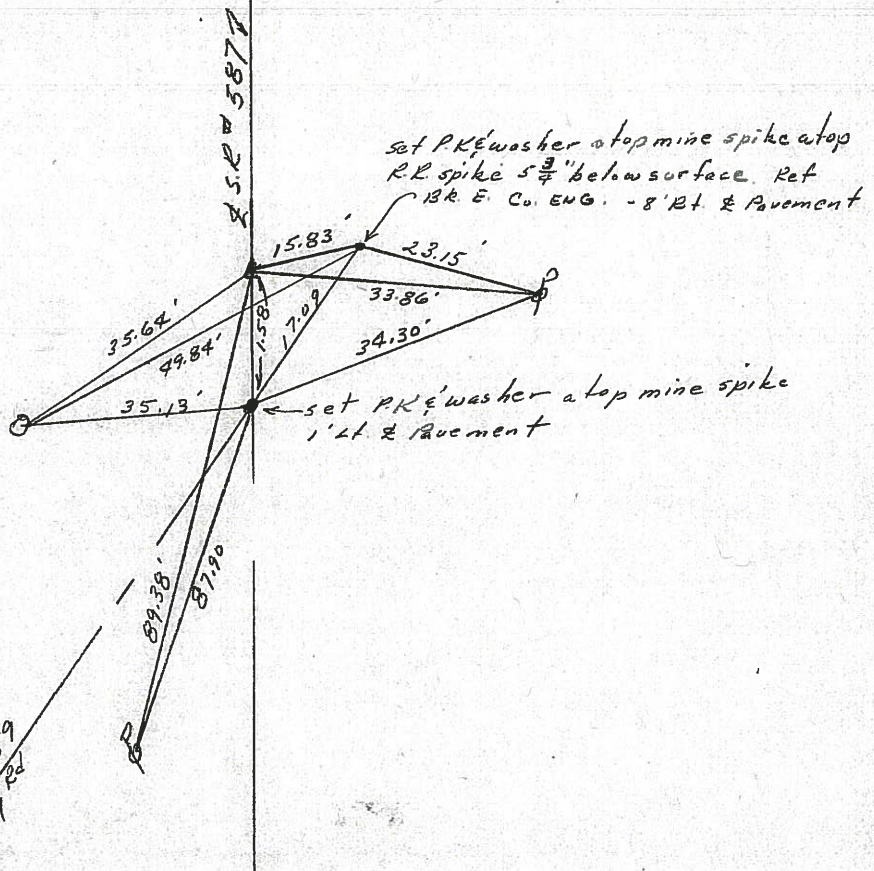 ℄ S.R # 587
set P.K & washer atop mine spike atop
R.R. spike 5 3/4" below surface. Ref
Bk. E. Co. ENG. - 8' Rt. ℄ Pavement
15.83'
23.15'
33.86'
35.64'
49.84'
1.58'
17.09
34.30'
35.13'
set P.K & washer atop mine spike
1' Lt. ℄ Pavement
89.38'
87.90
P
P
9
Rd